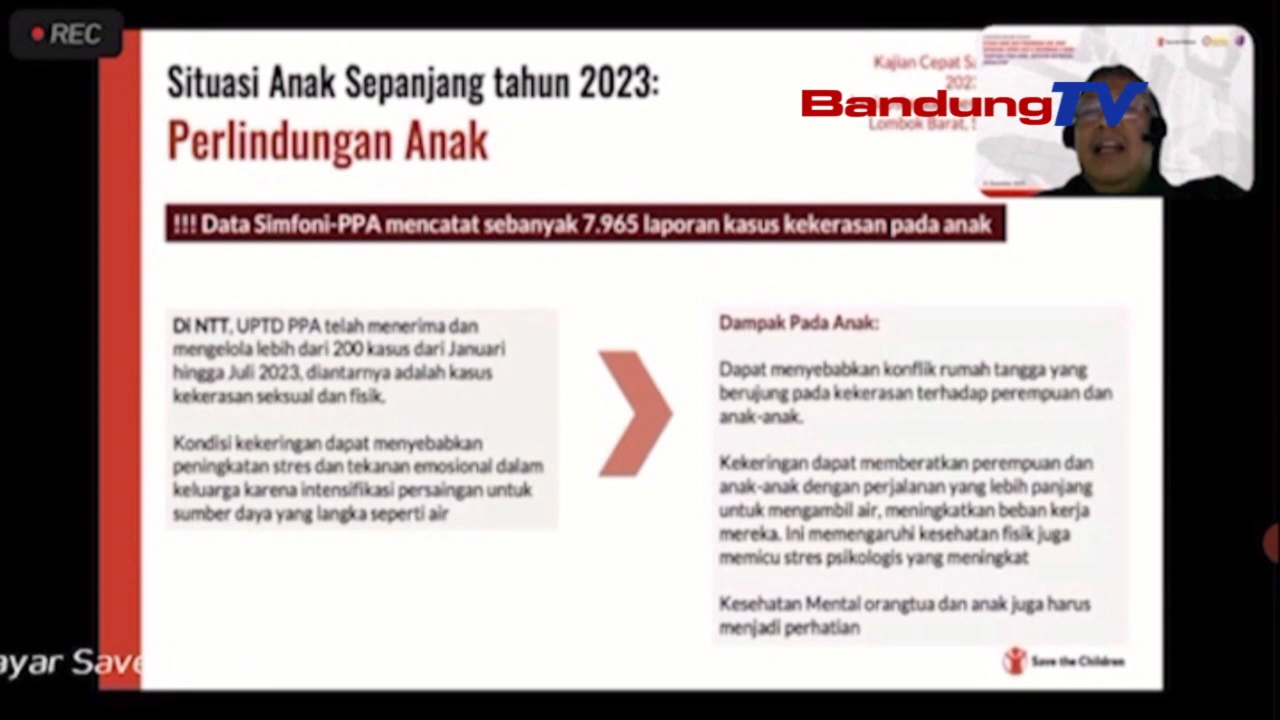 REC
Situasi Anak Sepanjang tahun 2023:
Perlindungan Anak
Kajian Cepat
Lombok Barat,
BandungTV
!!! Data Simfoni-PPA mencatat sebanyak 7.965 laporan kasus kekerasan pada anak
Di NTT, UPTD PPA telah menerima dan
mengelola lebih dari 200 kasus dari Januari
hingga Juli 2023, diantarnya adalah kasus
kekerasan seksual dan fisik.
Kondisi kekeringan dapat menyebabkan
peningkatan stres dan tekanan emosional dalam
keluarga karena intensifikasi persaingan untuk
sumber daya yang langka seperti air
Dampak Pada Anak:
Dapat menyebabkan konflik rumah tangga yang
berujung pada kekerasan terhadap perempuan dan
anak-anak.
Kekeringan dapat memberatkan perempuan dan
anak-anak dengan perjalanan yang lebih panjang
untuk mengambil air, meningkatkan beban kerja
mereka. Ini memengaruhi kesehatan fisik juga
memicu stres psikologis yang meningkat
Kesehatan Mental orangtua dan anak juga harus
menjadi perhatian
Save the Children
ayar Save